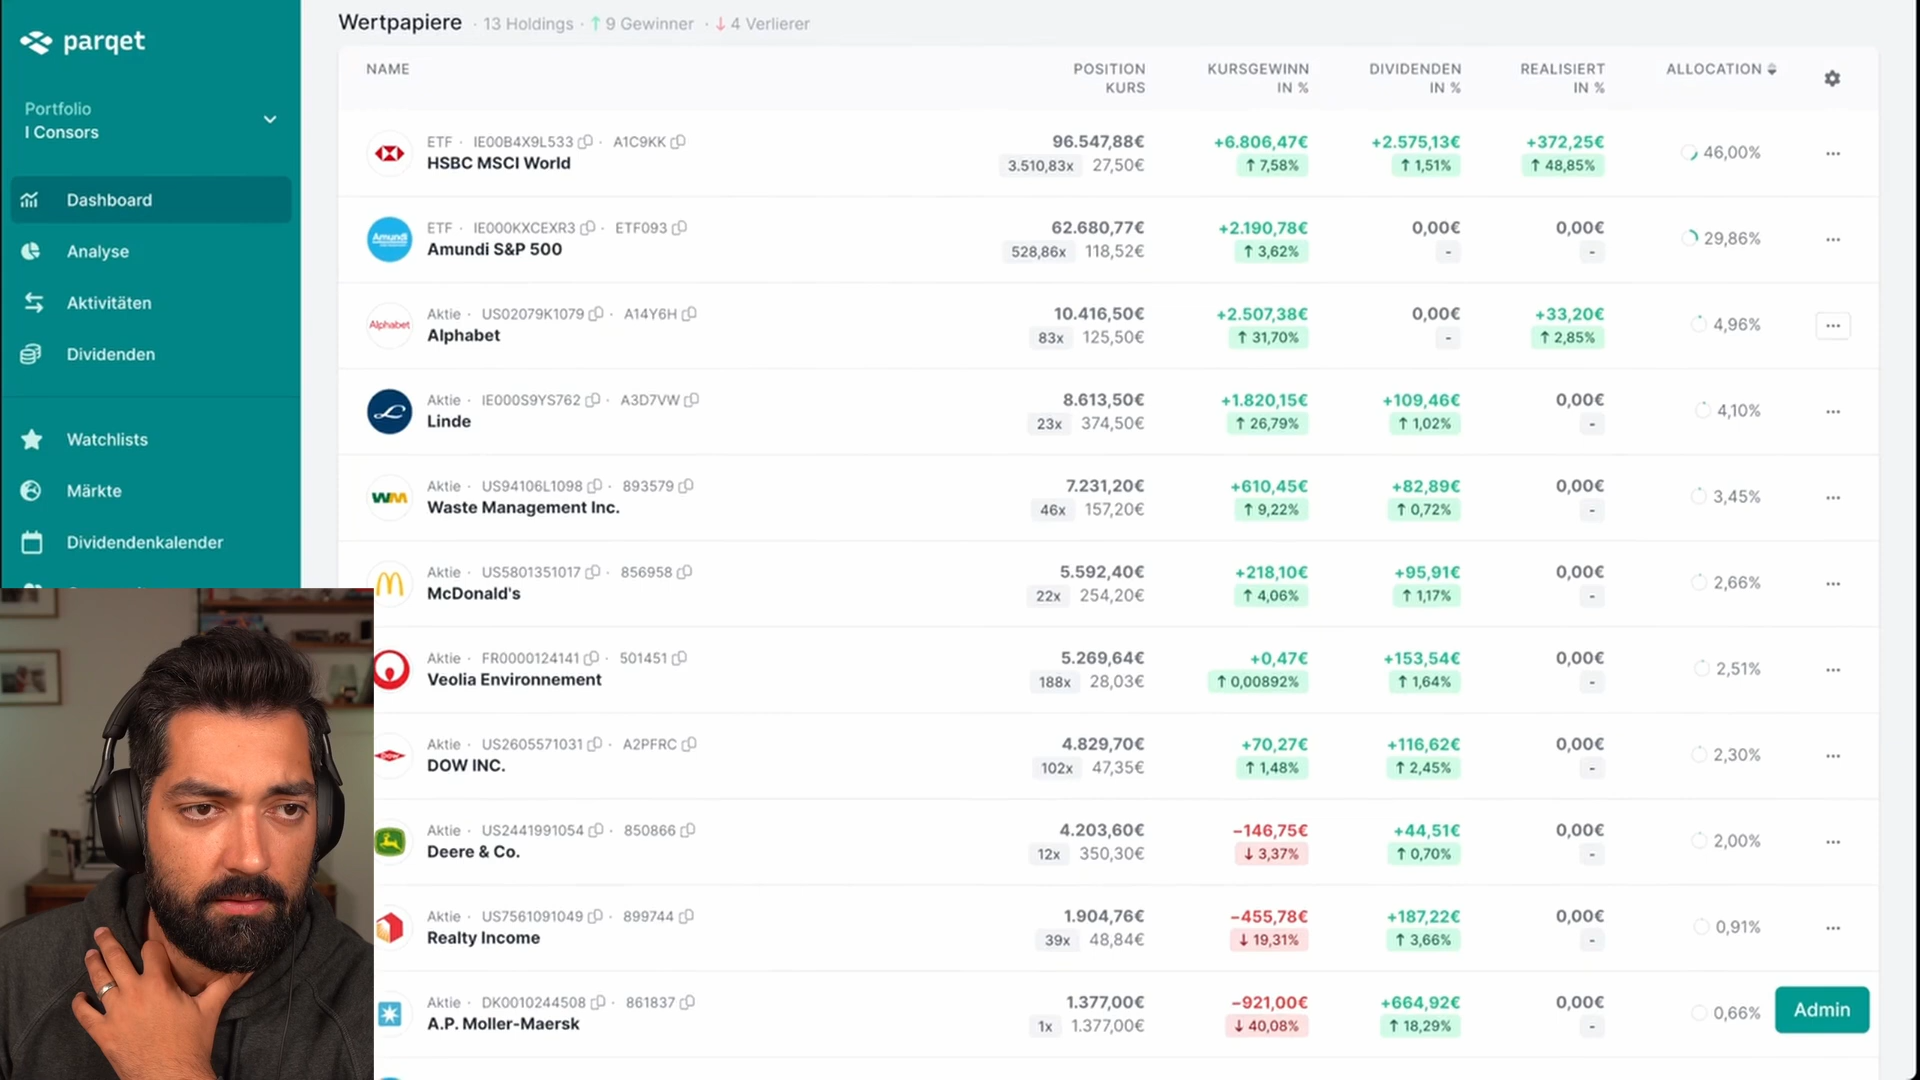 parqet
Portfolio
I Consors
Dashboard
Analyse
Aktivitäten
Dividenden
Watchlists
Märkte
Dividendenkalender
Wertpapiere · 13 Holdings · ↑ 9 Gewinner · ↓ 4 Verlierer
NAME POSITION KURSGEWINN DIVIDENDEN REALISIERT ALLOCATION
KURS IN % IN % IN %
ETF · IE00B4X9L533 · A1C9KK 96.547,88€ +6.806,47€ +2.575,13€ +372,25€
HSBC MSCI World 3.510,83x 27,50€ ↑ 7,58% ↑ 1,51% ↑ 48,85% 46,00% ...
Amundi
ETF · IE000KXCEXR3 · ETF093 62.680,77€ +2.190,78€ 0,00€ 0,00€
Amundi S&P 500 528,86x 118,52€ ↑ 3,62% - - 29,86% ...
Alphabet
Aktie · US02079K1079 · A14Y6H 10.416,50€ +2.507,38€ 0,00€ +33,20€
Alphabet 83x 125,50€ ↑ 31,70% - ↑ 2,85% 4,96% ...
Aktie · IE000S9YS762 · A3D7VW 8.613,50€ +1.820,15€ +109,46€ 0,00€
Linde 23x 374,50€ ↑ 26,79% ↑ 1,02% - 4,10% ...
WM
Aktie · US94106L1098 · 893579 7.231,20€ +610,45€ +82,89€ 0,00€
Waste Management Inc. 46x 157,20€ ↑ 9,22% ↑ 0,72% - 3,45% ...
Aktie · US5801351017 · 856958 5.592,40€ +218,10€ +95,91€ 0,00€
McDonald's 22x 254,20€ ↑ 4,06% ↑ 1,17% - 2,66% ...
Aktie · FR0000124141 · 501451 5.269,64€ +0,47€ +153,54€ 0,00€
Veolia Environnement 188x 28,03€ ↑ 0,00892% ↑ 1,64% - 2,51% ...
Aktie · US2605571031 · A2PFRC 4.829,70€ +70,27€ +116,62€ 0,00€
DOW INC. 102x 47,35€ ↑ 1,48% ↑ 2,45% - 2,30% ...
Aktie · US2441991054 · 850866 4.203,60€ −146,75€ +44,51€ 0,00€
Deere & Co. 12x 350,30€ ↓ 3,37% ↑ 0,70% - 2,00% ...
Aktie · US7561091049 · 899744 1.904,76€ −455,78€ +187,22€ 0,00€
Realty Income 39x 48,84€ ↓ 19,31% ↑ 3,66% - 0,91% ...
Aktie · DK0010244508 · 861837 1.377,00€ −921,00€ +664,92€ 0,00€
A.P. Moller-Maersk 1x 1.377,00€ ↓ 40,08% ↑ 18,29% - 0,66%
Admin